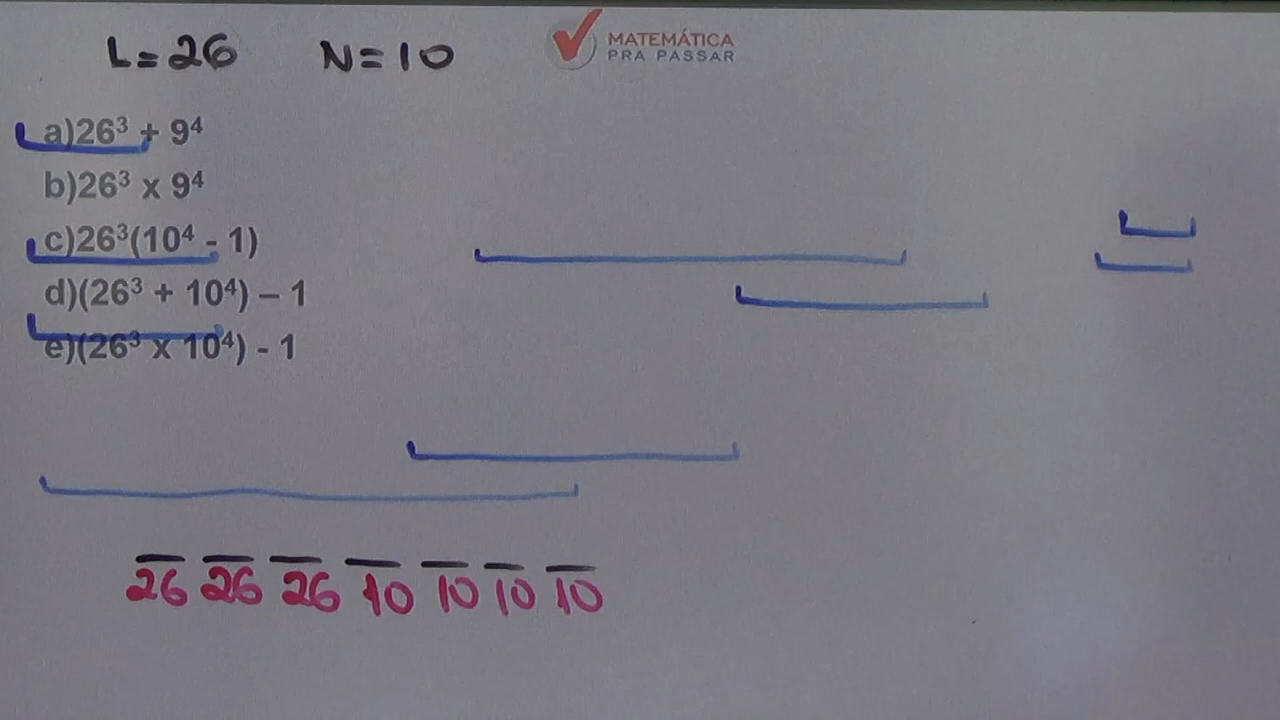 L=26 N=10
MATEMÁTICA
PRA PASSAR
a)26³ + 9⁴
b)26³ x 9⁴
c)26³(10⁴ - 1)
d)(26³ + 10⁴) – 1
e)(26³ x 10⁴) - 1
26 26 26 10 10 10 10